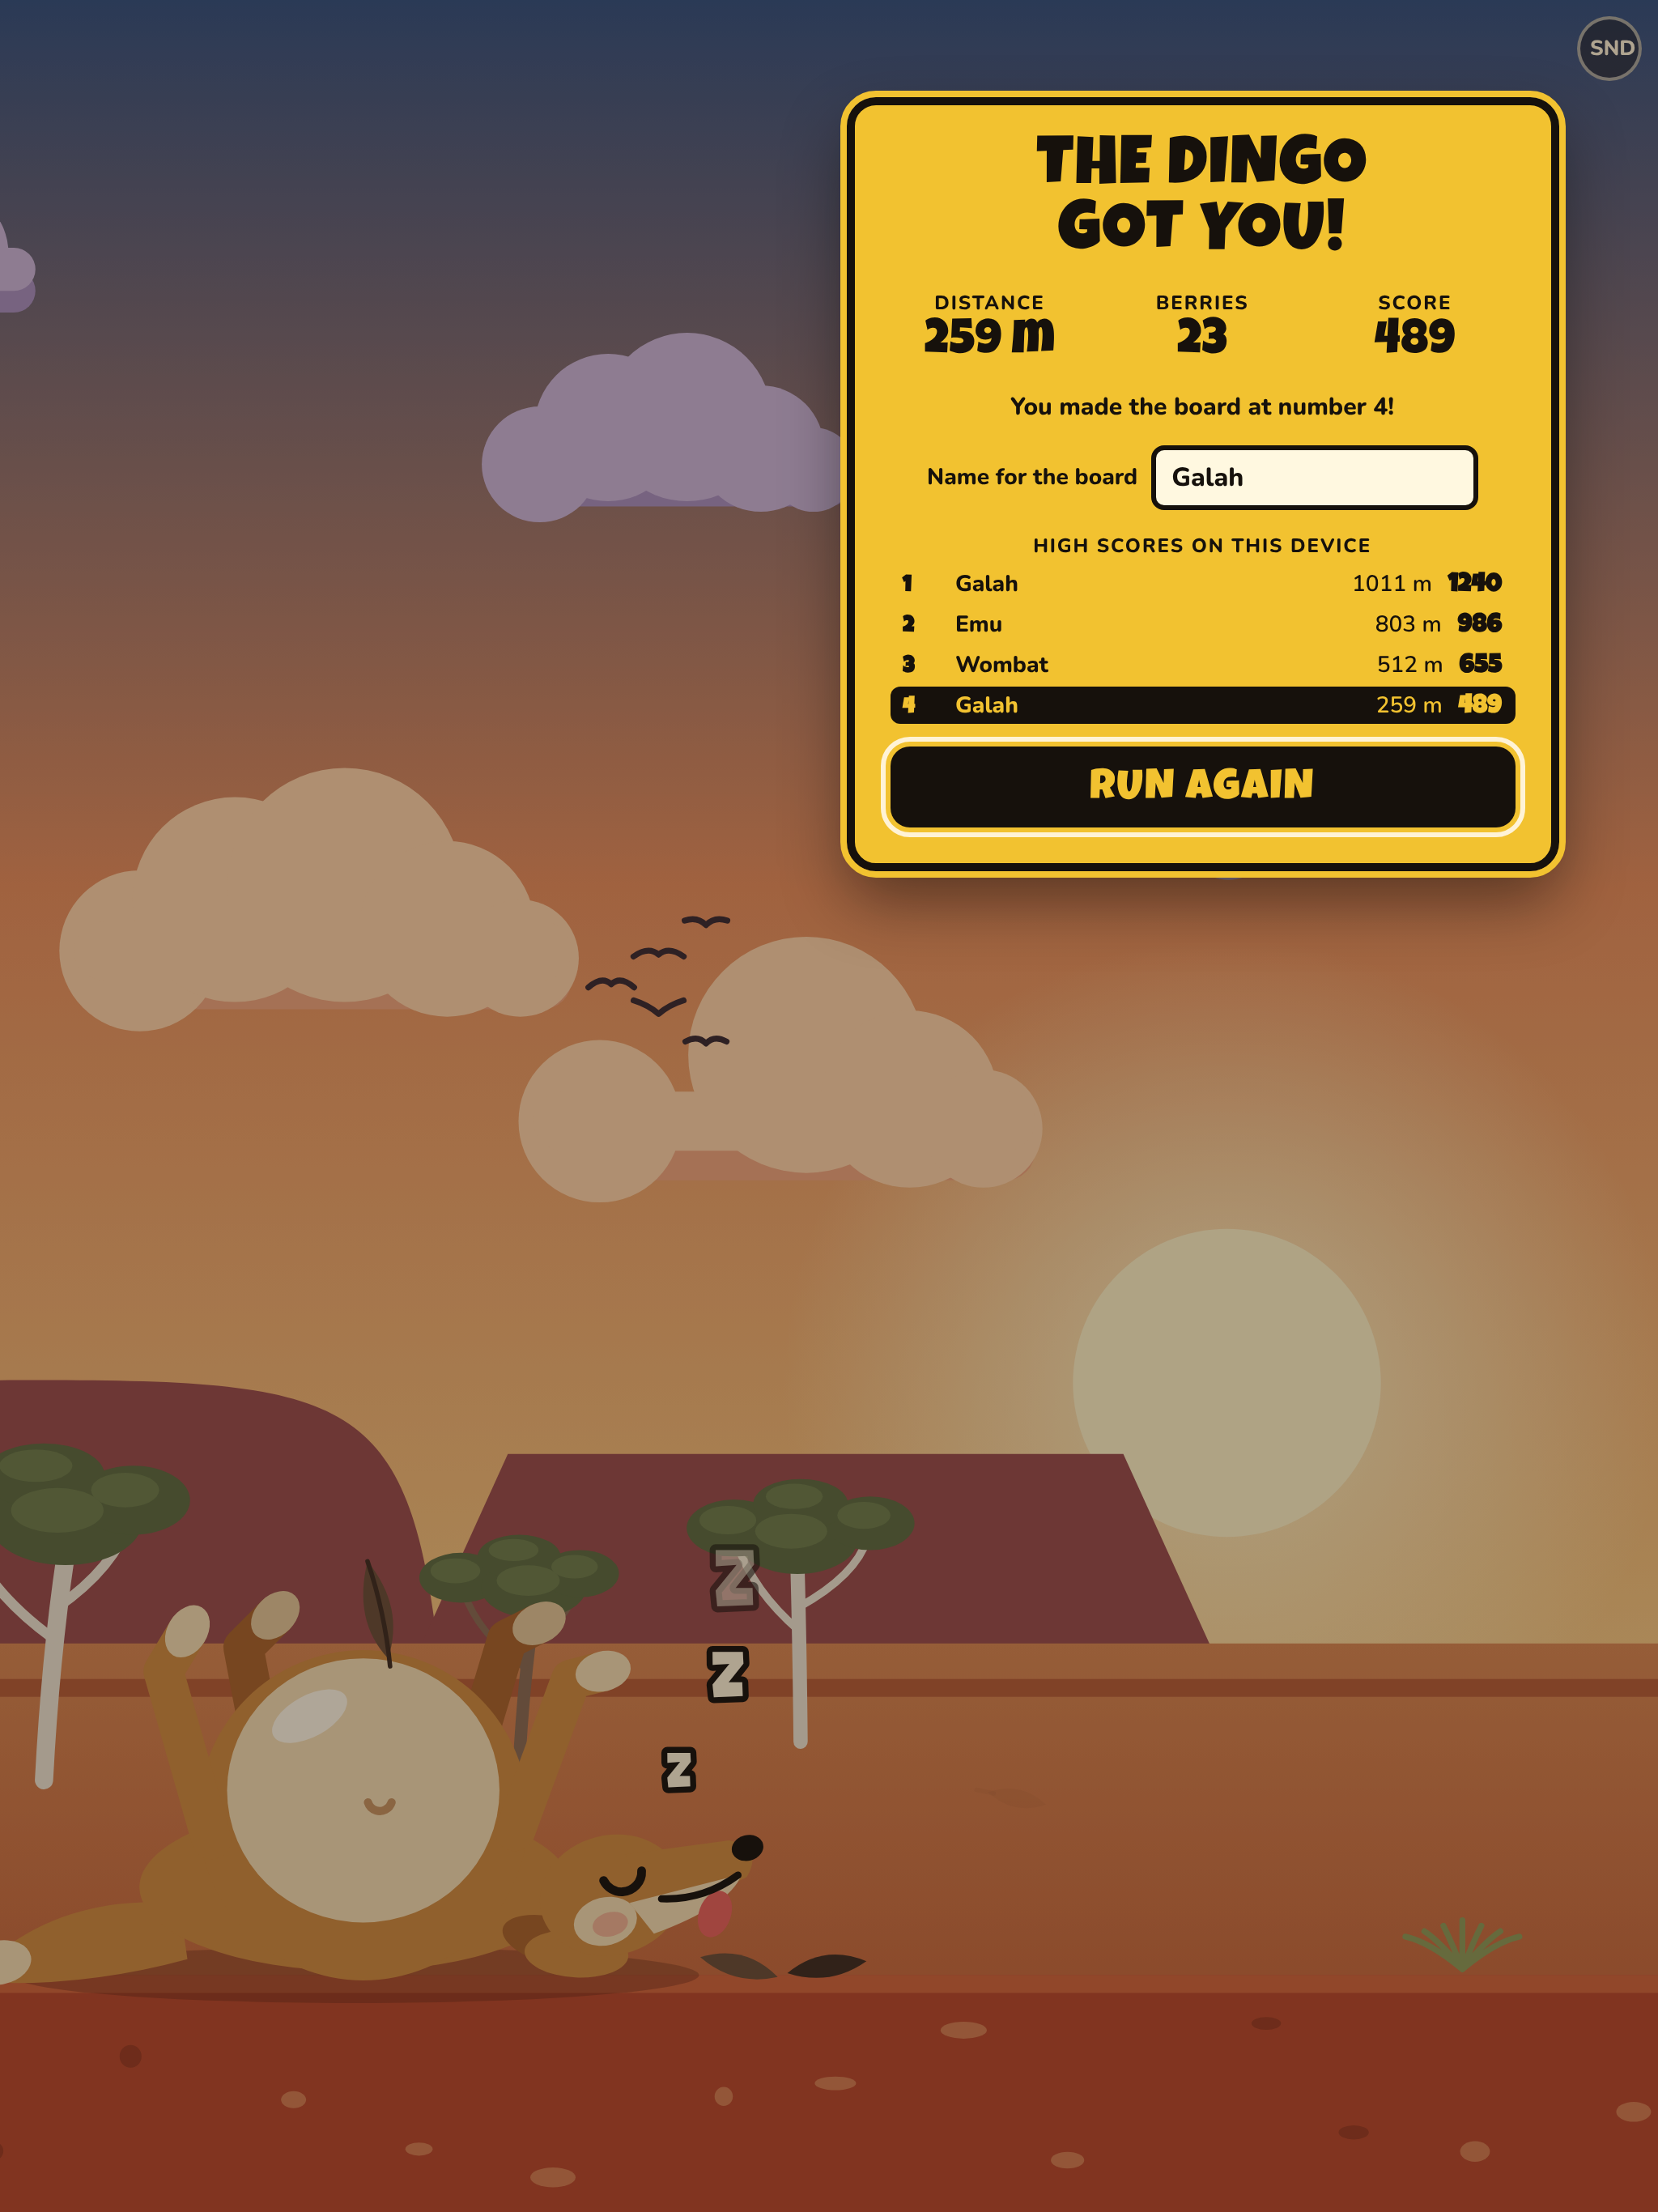 SND
THE DINGO
GOT YOU!
DISTANCE BERRIES SCORE
259 m 23 489
You made the board at number 4!
Name for the board Galah
HIGH SCORES ON THIS DEVICE
1 Galah 1011 m 1240
2 Emu 803 m 986
3 Wombat 512 m 655
4 Galah 259 m 489
RUN AGAIN
Z
Z
Z